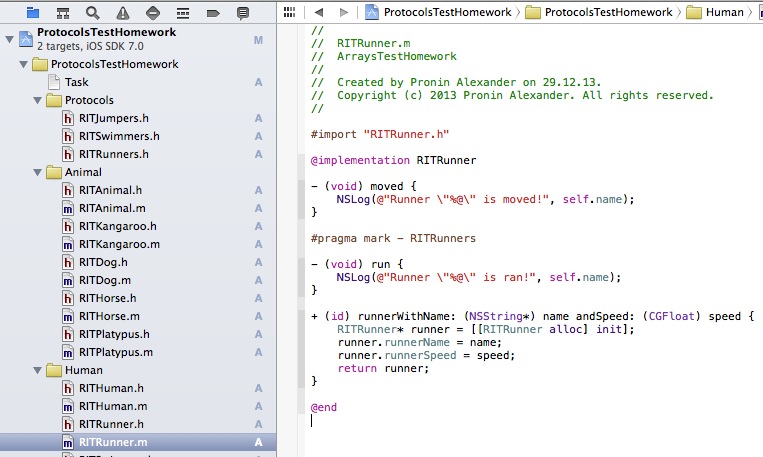 ProtocolsTestHomework
2 targets, iOS SDK 7.0
M
ProtocolsTestHomework
Task
A
Protocols
RITJumpers.h
A
RITSwimmers.h
A
RITRunners.h
A
Animal
RITAnimal.h
A
RITAnimal.m
A
RITKangaroo.h
A
RITKangaroo.m
A
RITDog.h
A
RITDog.m
A
RITHorse.h
A
RITHorse.m
A
RITPlatypus.h
A
RITPlatypus.m
A
Human
RITHuman.h
A
RITHuman.m
A
RITRunner.h
A
RITRunner.m
A
ProtocolsTestHomework
ProtocolsTestHomework
Human
//
//  RITRunner.m
//  ArraysTestHomework
//
//  Created by Pronin Alexander on 29.12.13.
//  Copyright (c) 2013 Pronin Alexander. All rights reserved.
//
#import "RITRunner.h"
@implementation RITRunner
- (void) moved {
    NSLog(@"Runner \"%@\" is moved!", self.name);
}
#pragma mark - RITRunners
- (void) run {
    NSLog(@"Runner \"%@\" is ran!", self.name);
}
+ (id) runnerWithName: (NSString*) name andSpeed: (CGFloat) speed {
    RITRunner* runner = [[RITRunner alloc] init];
    runner.runnerName = name;
    runner.runnerSpeed = speed;
    return runner;
}
@end